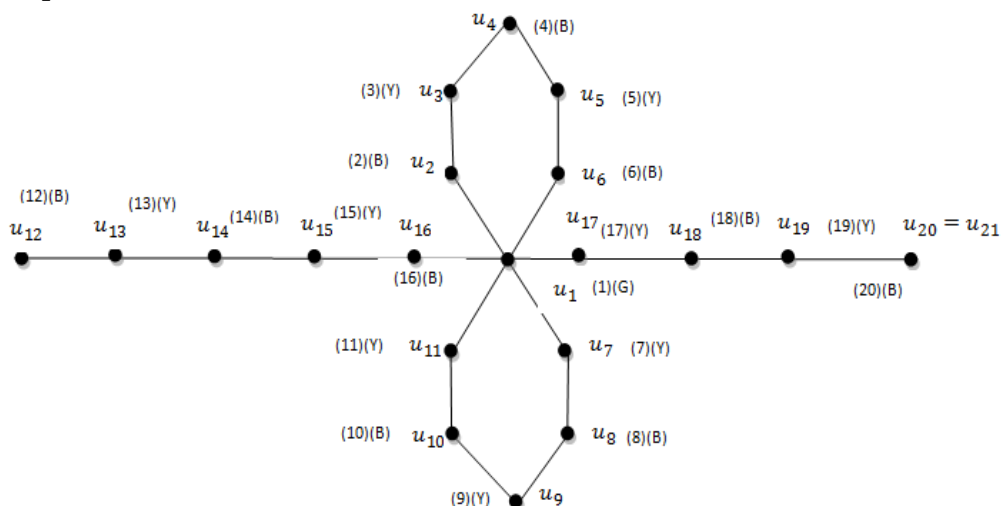 u₄ (4)(B)
(3)(Y) u₃ u₅ (5)(Y)
(2)(B) u₂ u₆ (6)(B)
(12)(B) (13)(Y) (14)(B) (15)(Y) (17)(Y) (18)(B) (19)(Y)
u₁₂ u₁₃ u₁₄ u₁₅ u₁₆ u₁₇ u₁₈ u₁₉ u₂₀ = u₂₁
(16)(B) u₁ (1)(G) (20)(B)
(11)(Y) u₁₁ u₇ (7)(Y)
(10)(B) u₁₀ u₈ (8)(B)
(9)(Y) u₉